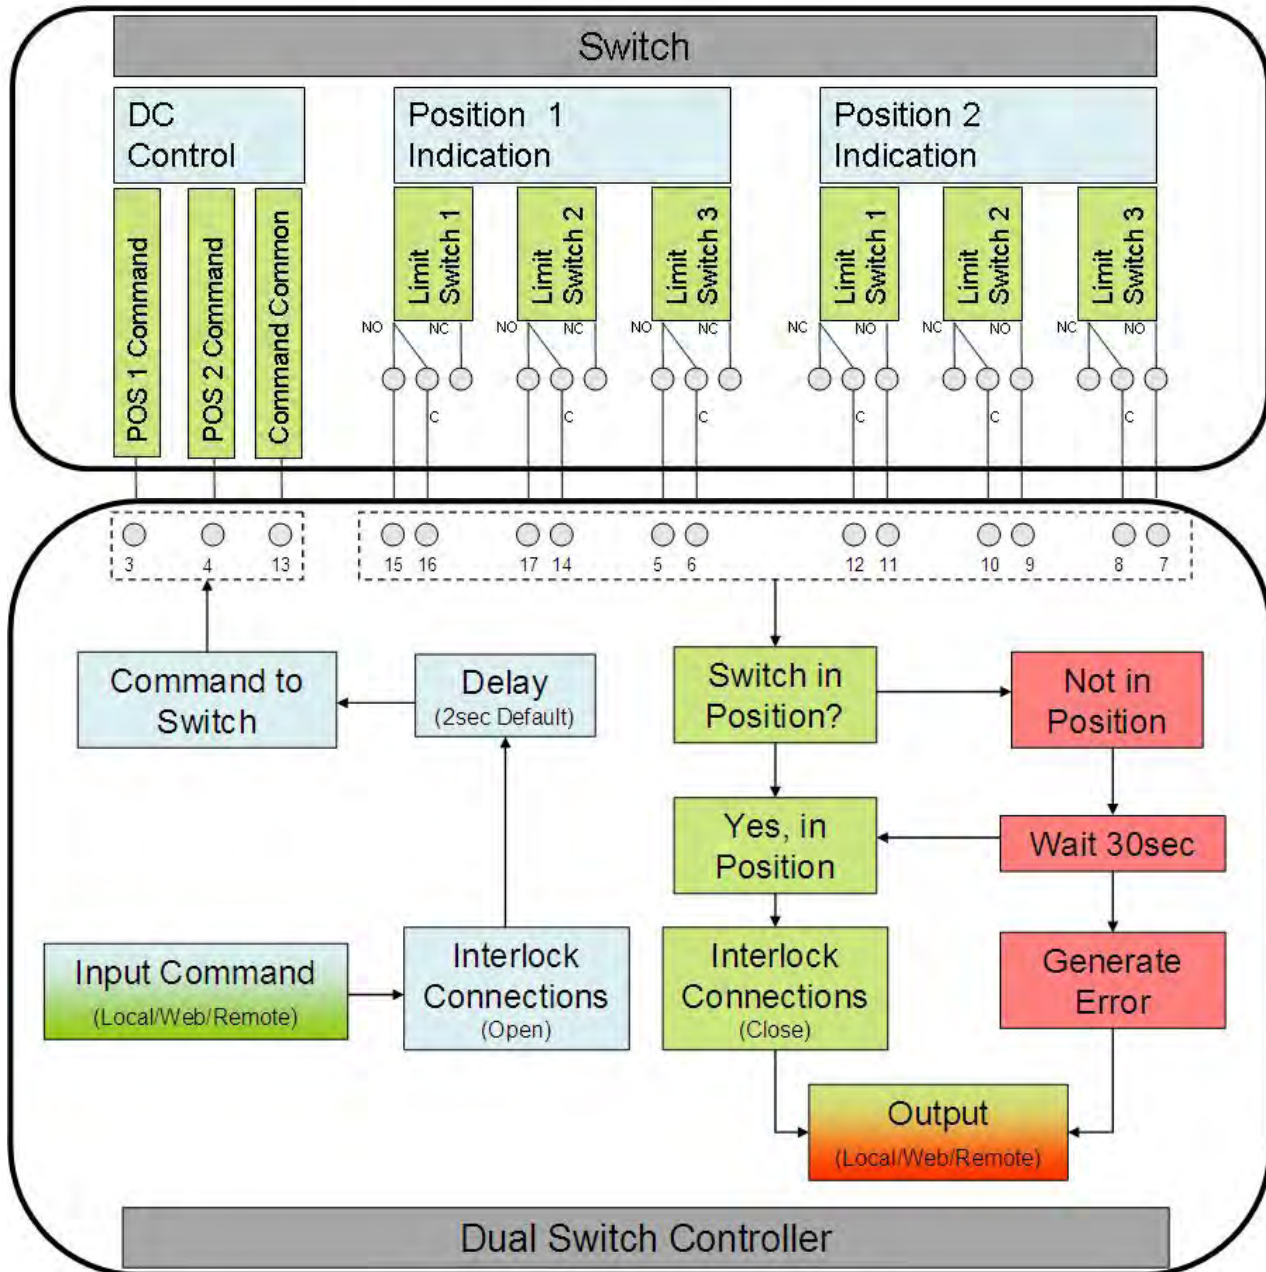 Switch
DC
Control
Position 1
Indication
Position 2
Indication
POS 1 Command
POS 2 Command
Command Common
Limit
Switch 1
Limit
Switch 2
Limit
Switch 3
Limit
Switch 1
Limit
Switch 2
Limit
Switch 3
NO NC NO NC NO NC NC NO NC NO NC NO
C C C C C C
3 4 13 15 16 17 14 5 6 12 11 10 9 8 7
Command to
Switch
Delay
(2sec Default)
Switch in
Position?
Not in
Position
Yes, in
Position
Wait 30sec
Input Command
(Local/Web/Remote)
Interlock
Connections
(Open)
Interlock
Connections
(Close)
Generate
Error
Output
(Local/Web/Remote)
Dual Switch Controller